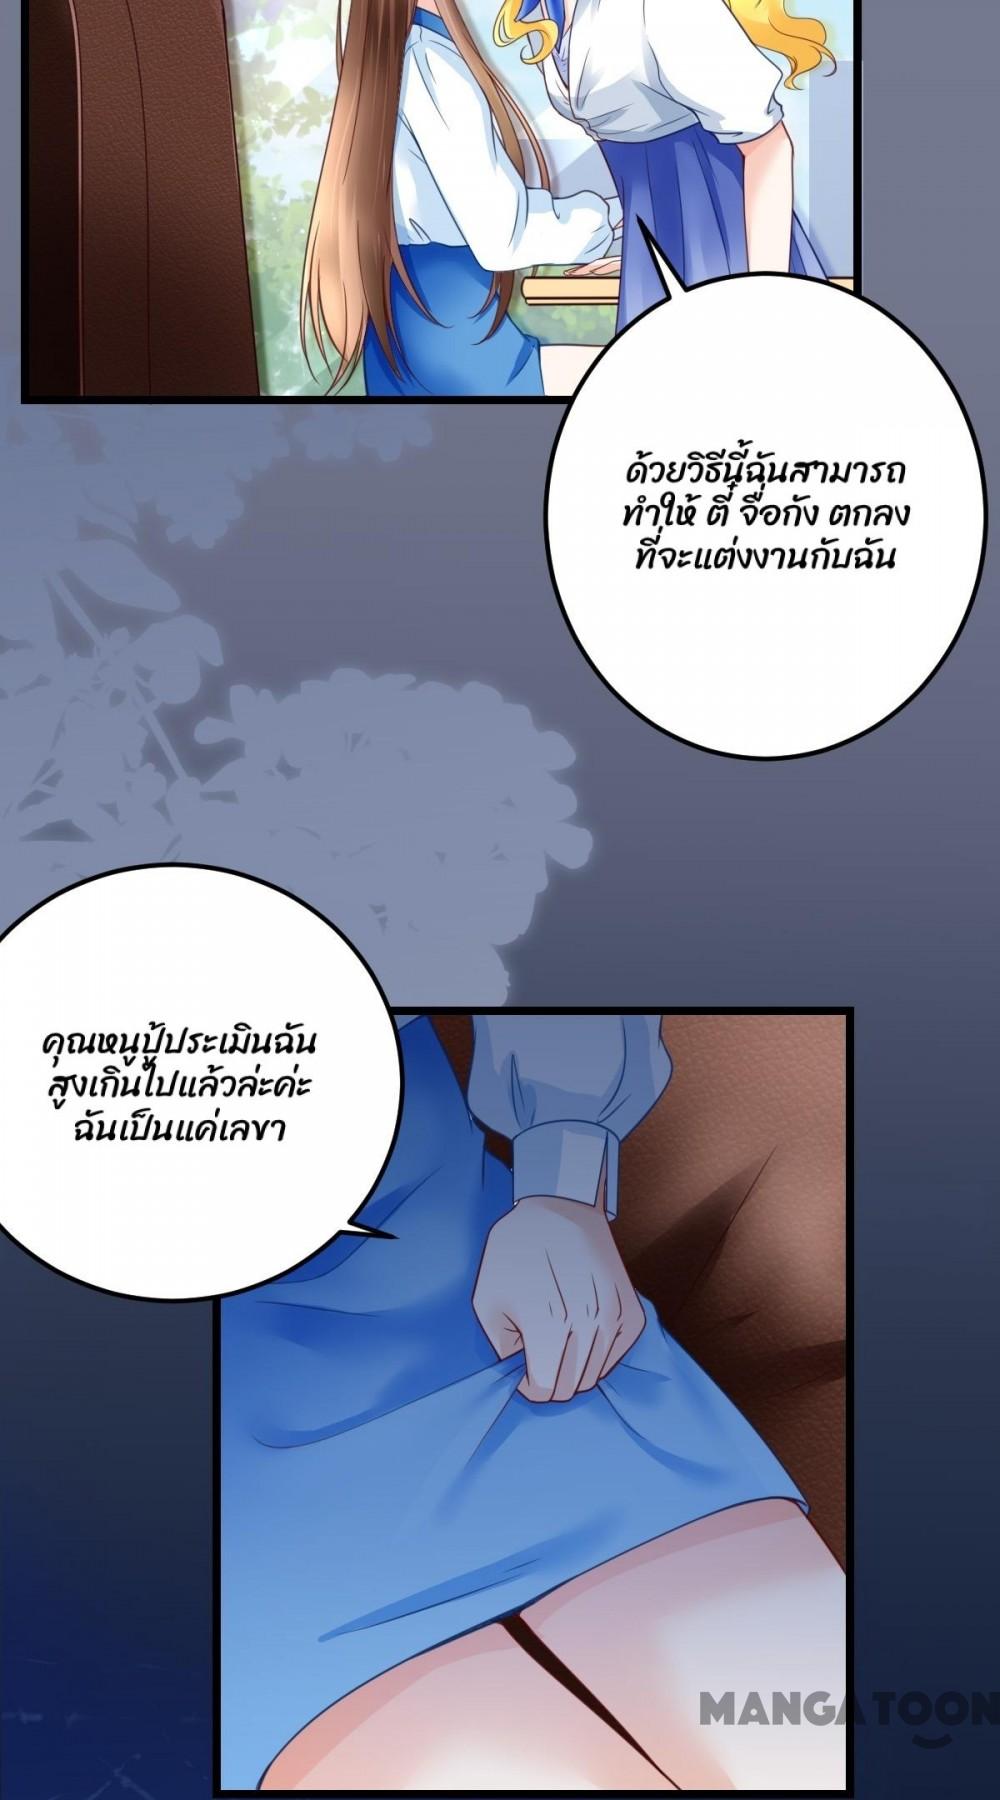 ด้วยวิธีนี้ฉันสามารถ
ทำให้ ตี๋ จื่อกัง ตกลง
ที่จะแต่งงานกับฉัน
คุณหนูปู้ประเมินฉัน
สูงเกินไปแล้วล่ะค่ะ
ฉันเป็นแค่เลขา
MANGATOON